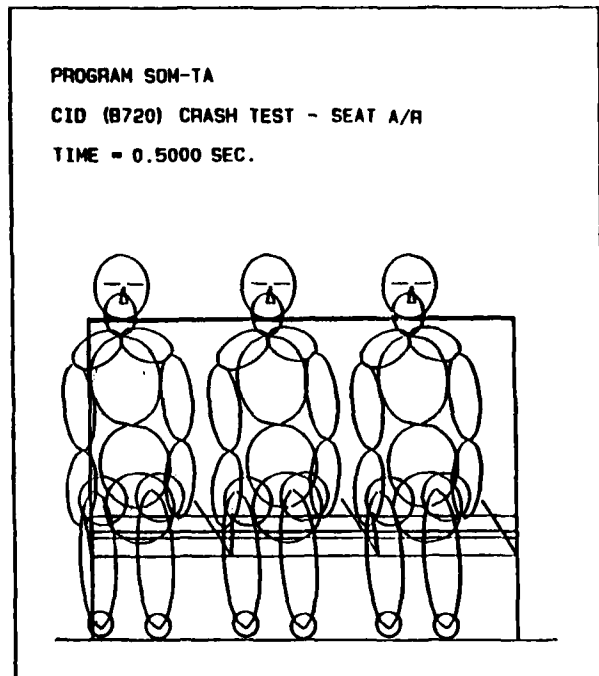 PROGRAM SOM-TA
CID (B720) CRASH TEST - SEAT A/R
TIME = 0.5000 SEC.